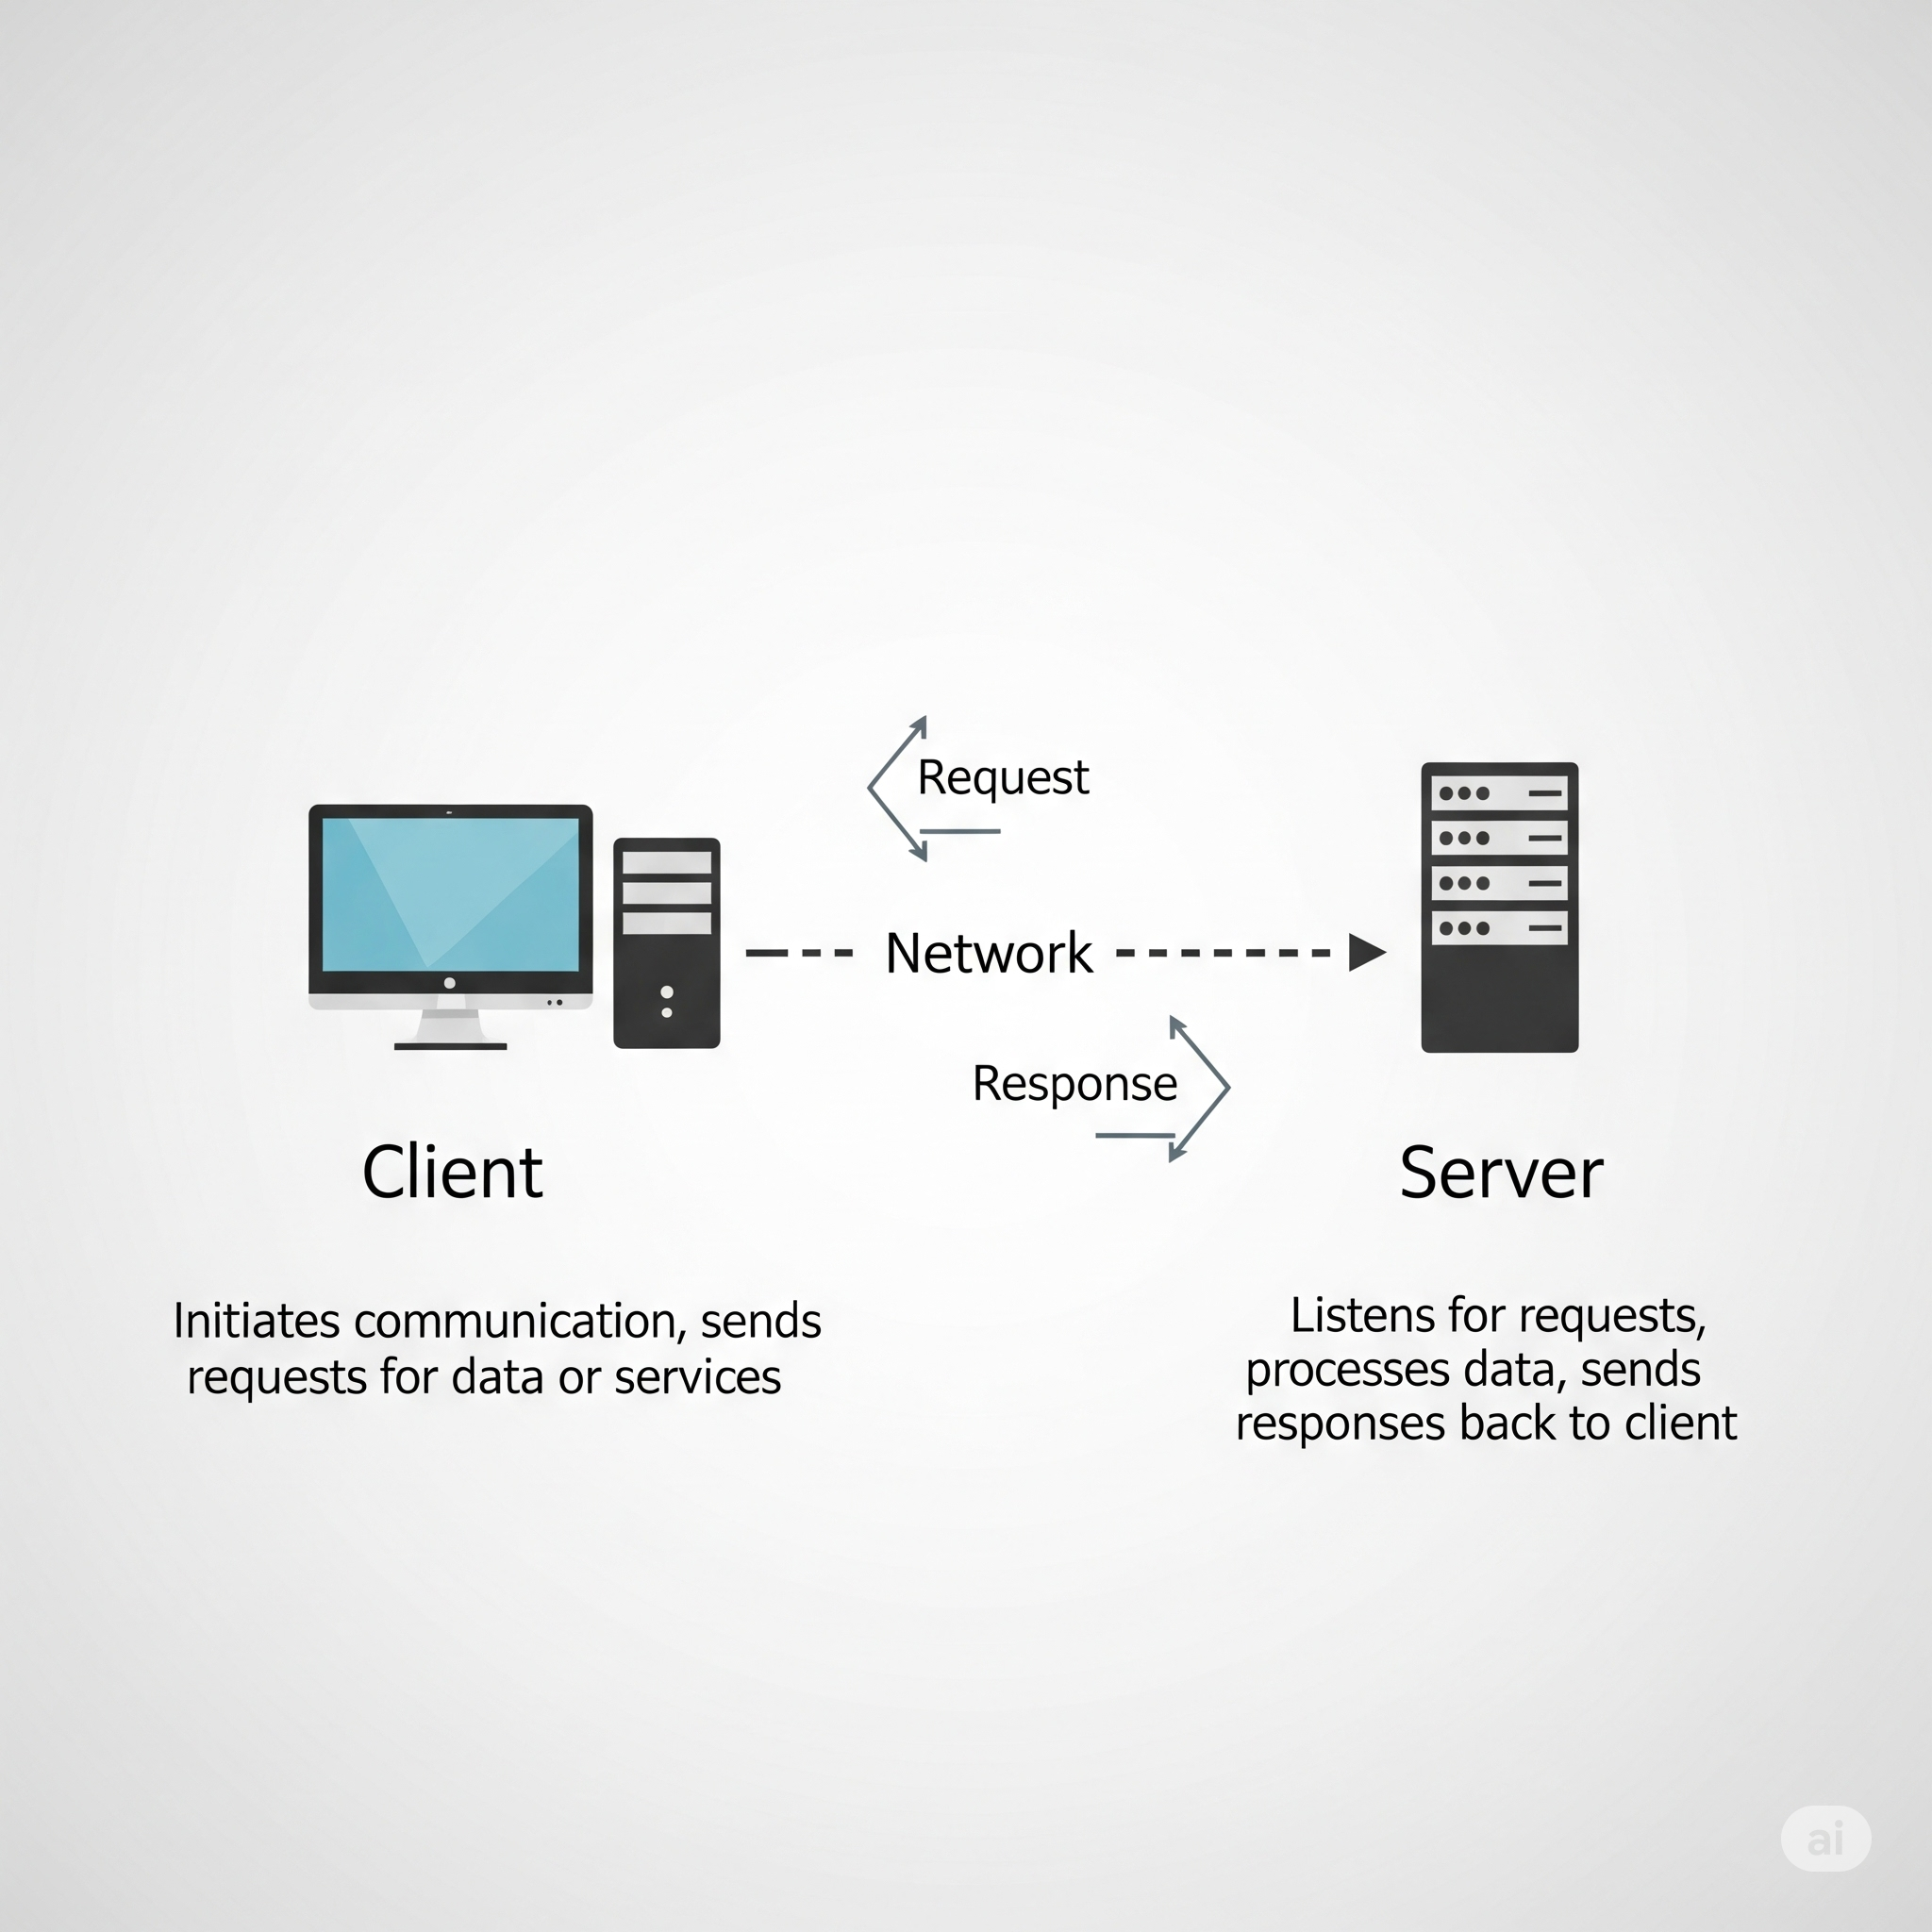 Request
Network
Response
Client
Server
Initiates communication, sends
requests for data or services
Listens for requests,
processes data, sends
responses back to client
ai